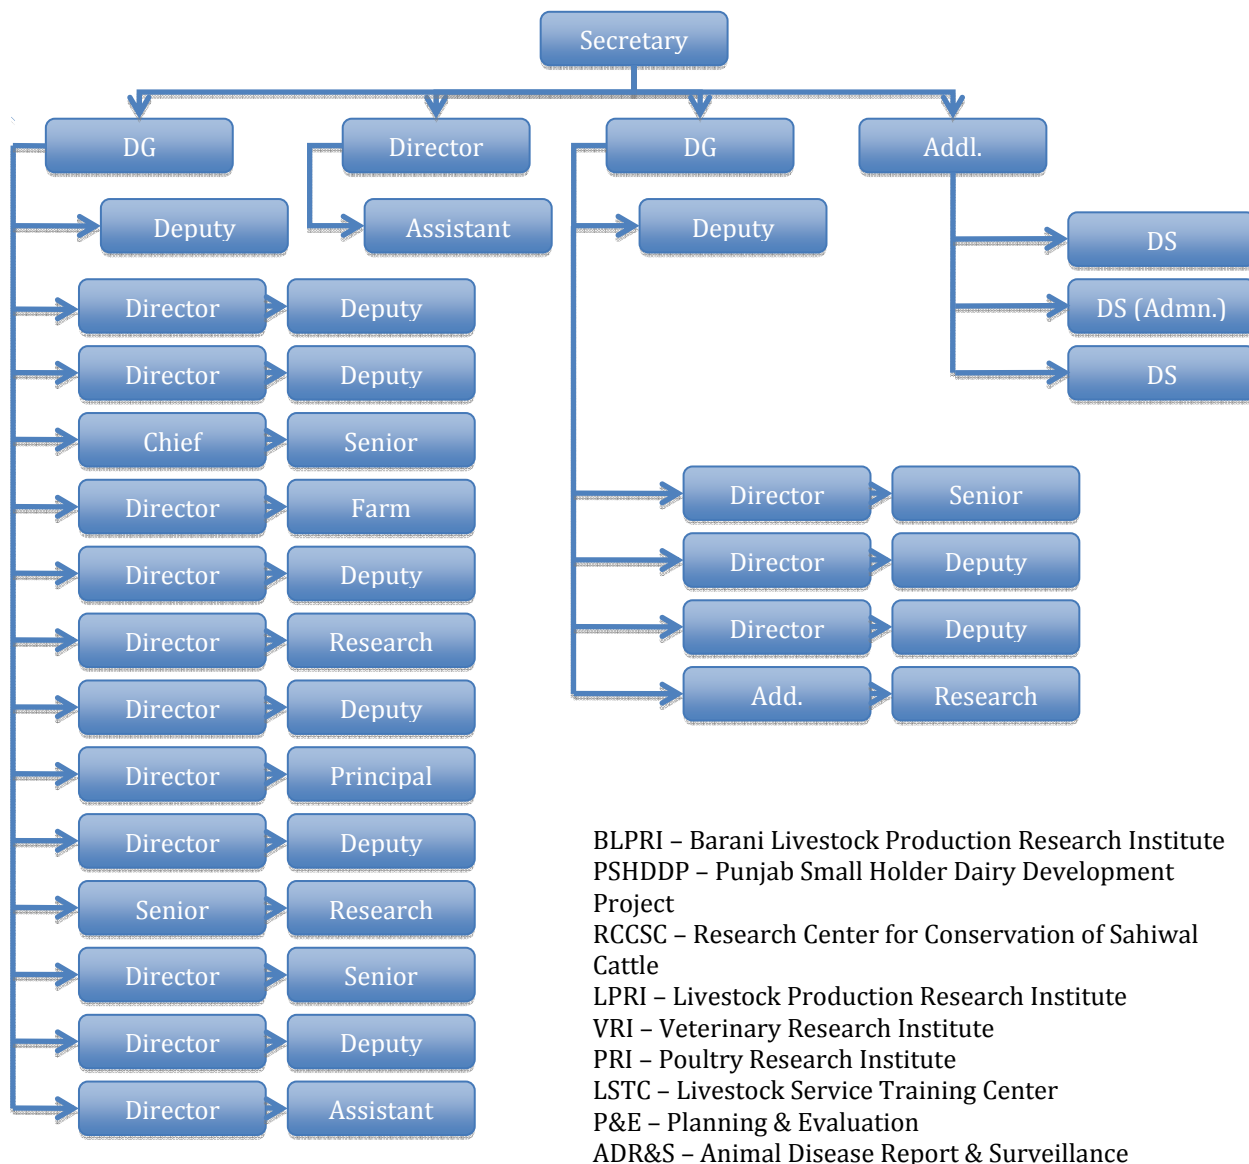 Secretary
DG
Director
DG
Addl.
Deputy
Assistant
Deputy
DS
DS (Admn.)
DS
Director
Deputy
Director
Deputy
Chief
Senior
Director
Farm
Director
Deputy
Director
Research
Director
Deputy
Director
Principal
Director
Deputy
Senior
Research
Director
Senior
Director
Deputy
Director
Assistant
Director
Senior
Director
Deputy
Director
Deputy
Add.
Research
BLPRI – Barani Livestock Production Research Institute
PSHDDP – Punjab Small Holder Dairy Development
Project
RCCSC – Research Center for Conservation of Sahiwal
Cattle
LPRI – Livestock Production Research Institute
VRI – Veterinary Research Institute
PRI – Poultry Research Institute
LSTC – Livestock Service Training Center
P&E – Planning & Evaluation
ADR&S – Animal Disease Report & Surveillance